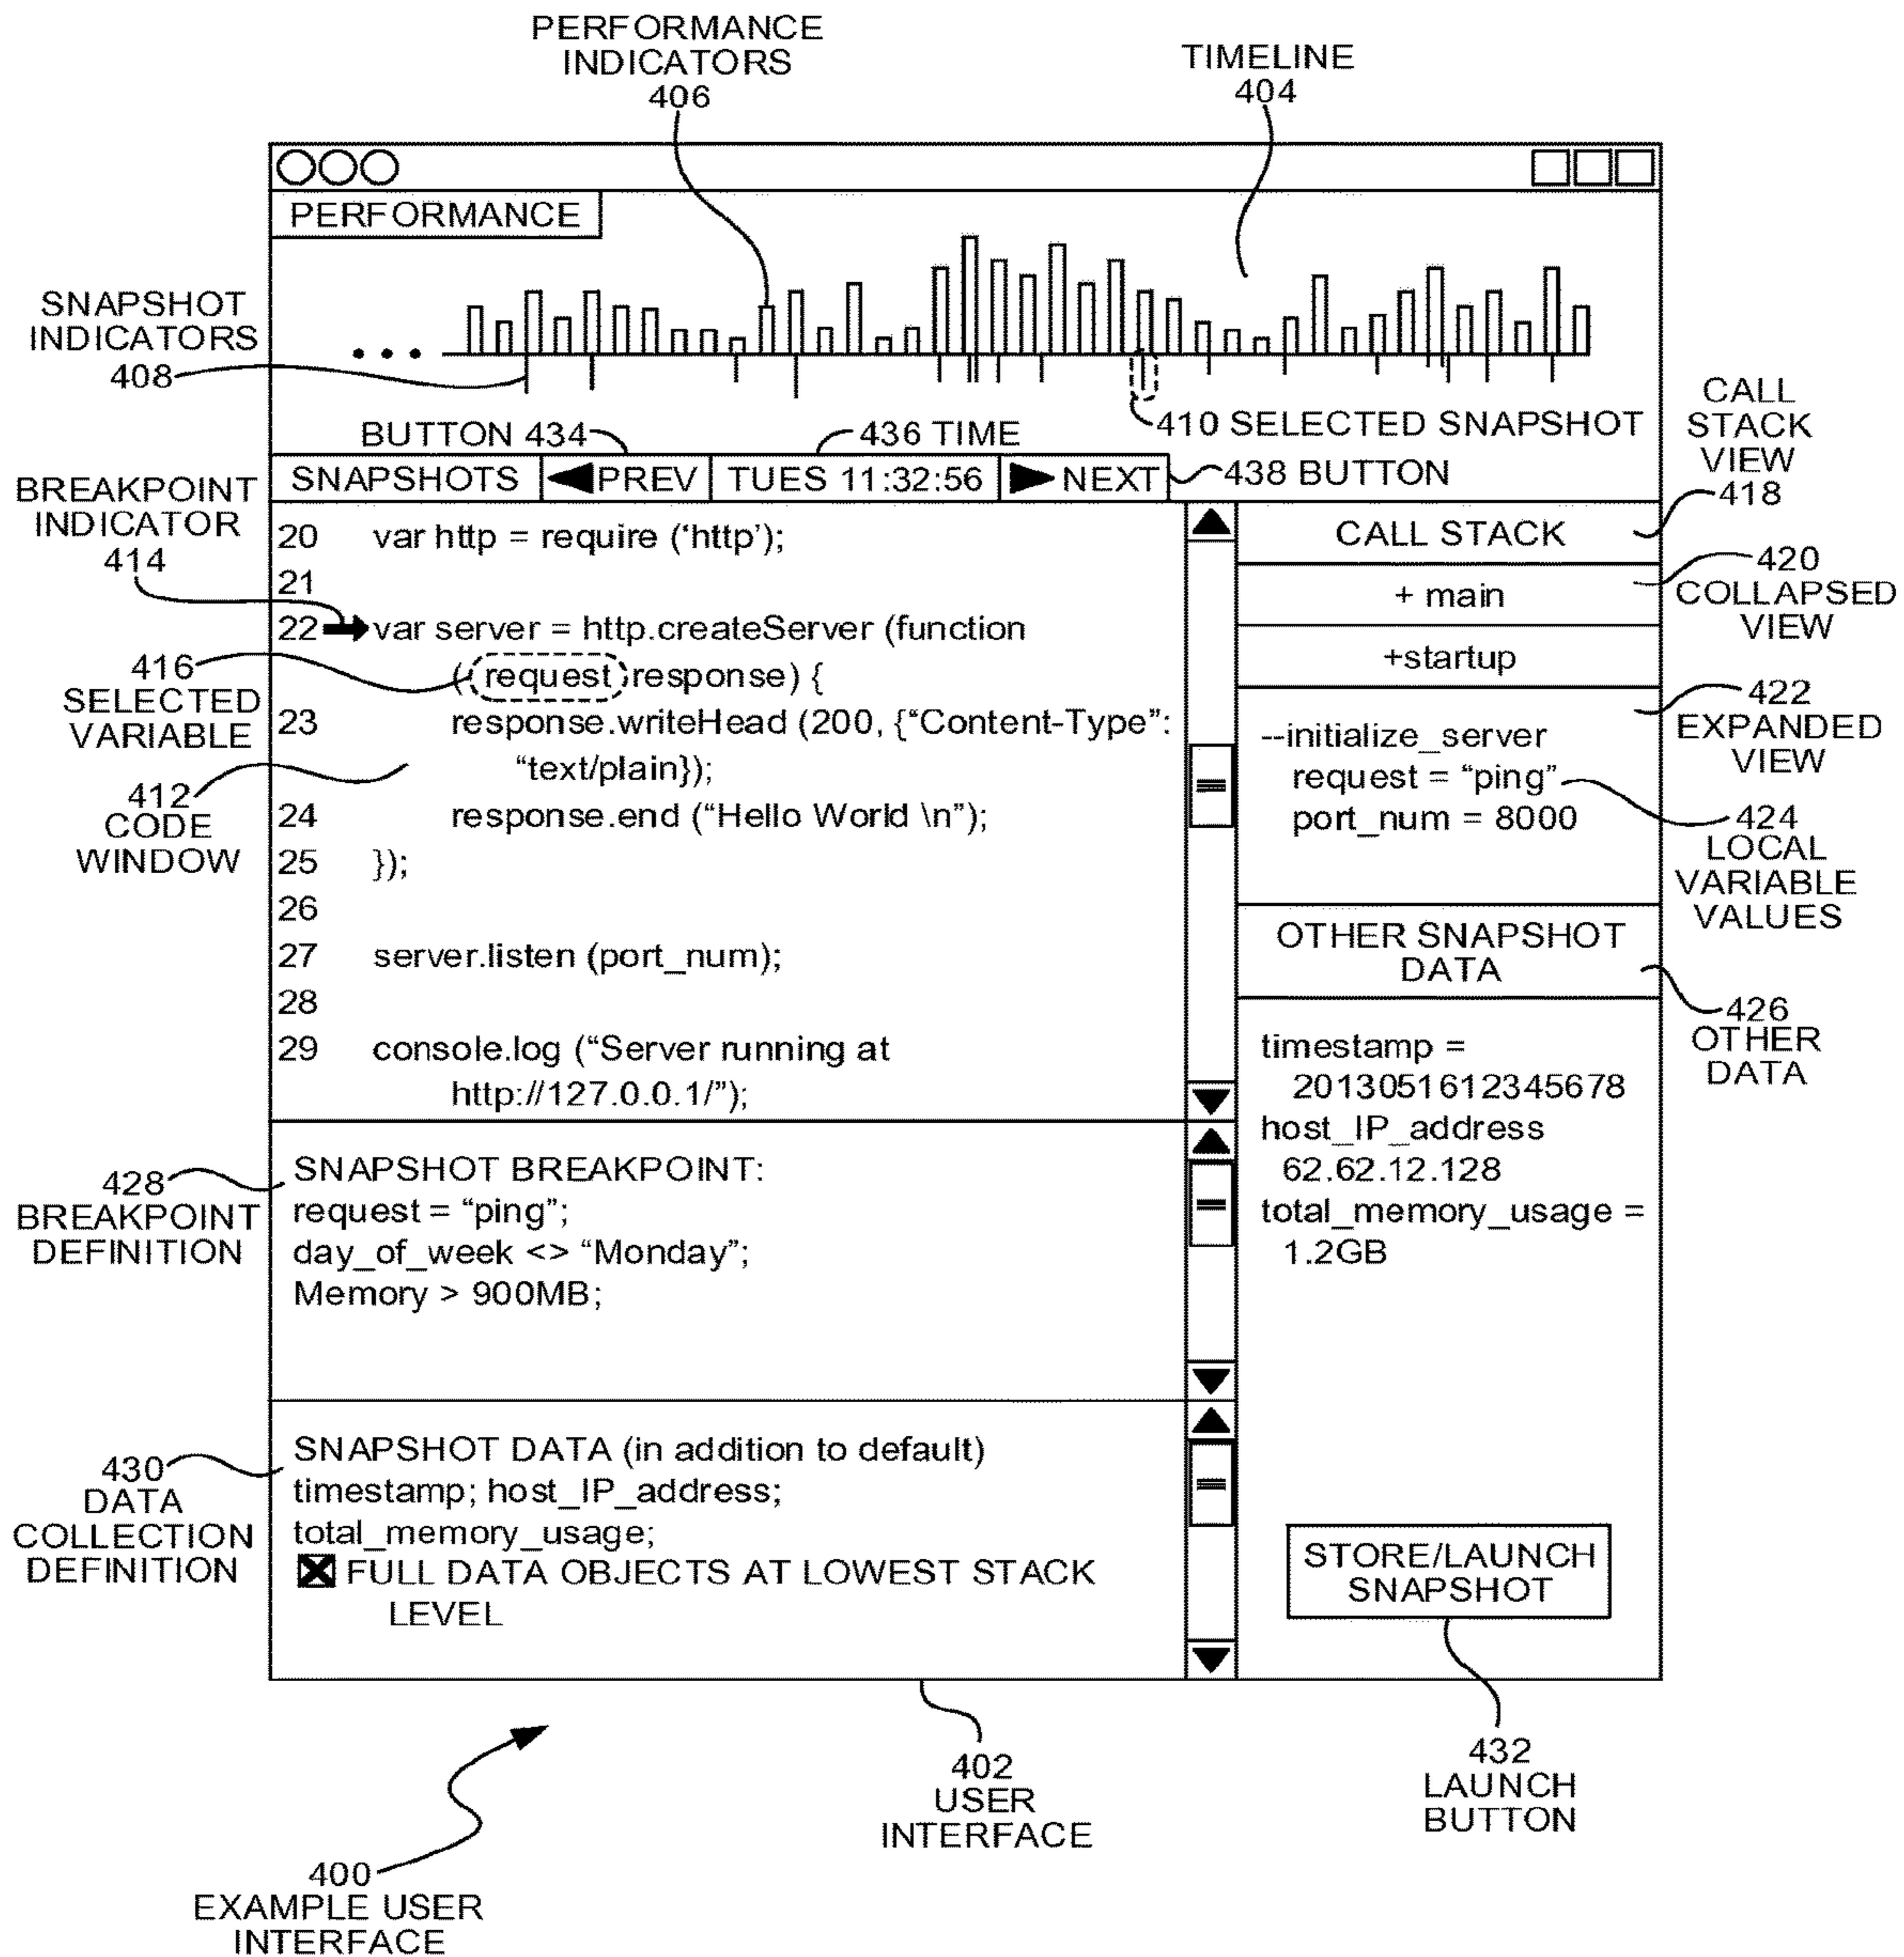 PERFORMANCE
INDICATORS
406
TIMELINE
404
PERFORMANCE
SNAPSHOT
INDICATORS
408
410 SELECTED SNAPSHOT
BUTTON 434
436 TIME
438 BUTTON
SNAPSHOTS
PREV
TUES 11:32:56
NEXT
CALL
STACK
VIEW
418
BREAKPOINT
INDICATOR
414
20 var http = require (‘http’);
21
22 var server = http.createServer (function
( request response) {
23 response.writeHead (200, {“Content-Type”:
“text/plain});
24 response.end (“Hello World \n”);
25 });
26
27 server.listen (port_num);
28
29 console.log (“Server running at
http://127.0.0.1/”);
416
SELECTED
VARIABLE
412
CODE
WINDOW
CALL STACK
+ main
+startup
--initialize_server
request = “ping”
port_num = 8000
420
COLLAPSED
VIEW
422
EXPANDED
VIEW
424
LOCAL
VARIABLE
VALUES
OTHER SNAPSHOT
DATA
426
OTHER
DATA
timestamp =
2013051612345678
host_IP_address
62.62.12.128
total_memory_usage =
1.2GB
428
BREAKPOINT
DEFINITION
SNAPSHOT BREAKPOINT:
request = “ping”;
day_of_week <> “Monday”;
Memory > 900MB;
430
DATA
COLLECTION
DEFINITION
SNAPSHOT DATA (in addition to default)
timestamp; host_IP_address;
total_memory_usage;
FULL DATA OBJECTS AT LOWEST STACK
LEVEL
STORE/LAUNCH
SNAPSHOT
432
LAUNCH
BUTTON
402
USER
INTERFACE
400
EXAMPLE USER
INTERFACE